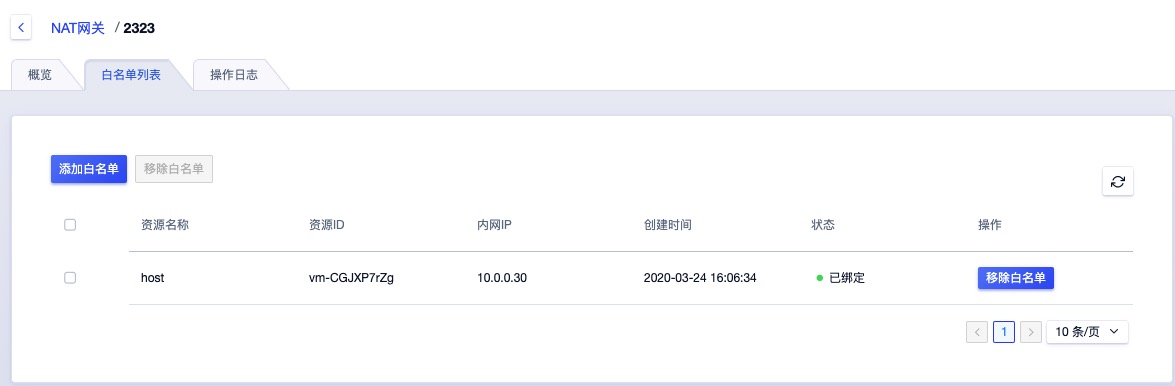 NAT网关 / 2323
概览 白名单列表 操作日志
添加白名单 移除白名单
资源名称 资源ID 内网IP 创建时间 状态 操作
host vm-CGJXP7rZg 10.0.0.30 2020-03-24 16:06:34 已绑定 移除白名单
1 10 条/页